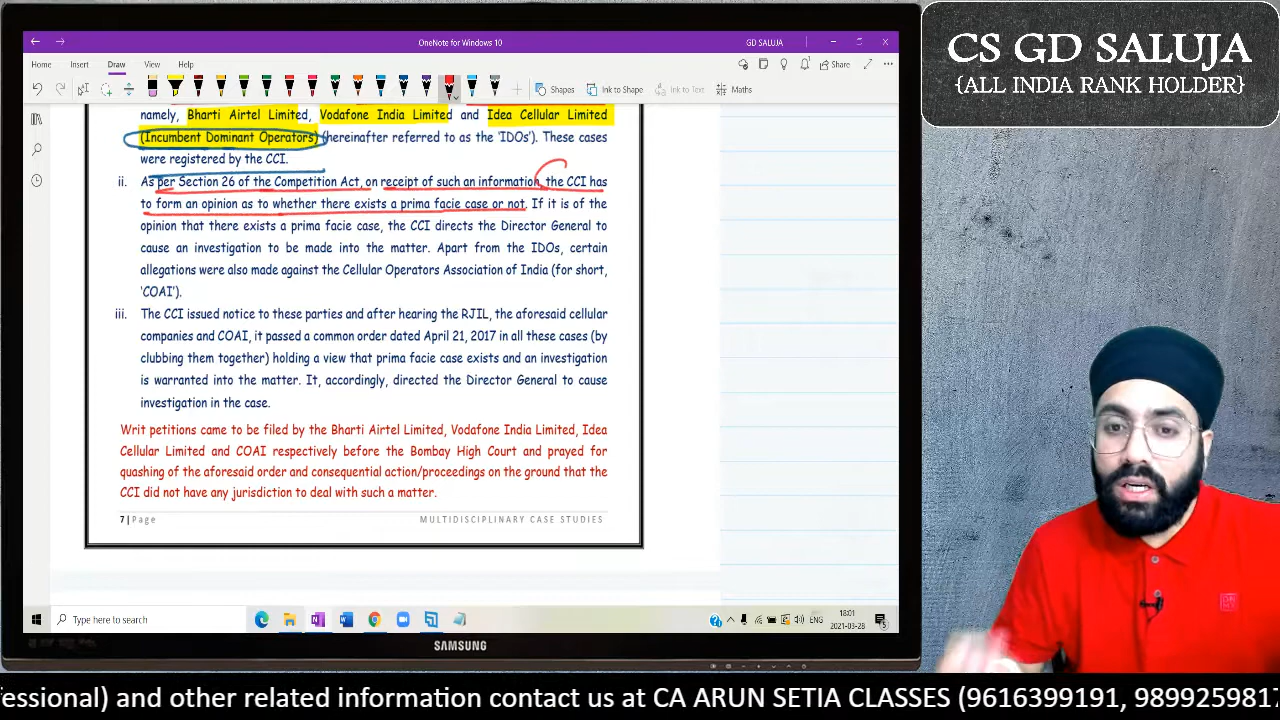 OneNote for Windows 10
GD SALUJA
CS GD SALUJA
{ALL INDIA RANK HOLDER}
Home Insert Draw View Help
Share
Shapes Ink to Shape Ink to Text Maths
namely, Bharti Airtel Limited, Vodafone India Limited and Idea Cellular Limited
(Incumbent Dominant Operators) (hereinafter referred to as the 'IDOs'). These cases
were registered by the CCI.
ii. As per Section 26 of the Competition Act, on receipt of such an information, the CCI has
to form an opinion as to whether there exists a prima facie case or not. If it is of the
opinion that there exists a prima facie case, the CCI directs the Director General to
cause an investigation to be made into the matter. Apart from the IDOs, certain
allegations were also made against the Cellular Operators Association of India (for short,
'COAI').
iii. The CCI issued notice to these parties and after hearing the RJIL, the aforesaid cellular
companies and COAI, it passed a common order dated April 21, 2017 in all these cases (by
clubbing them together) holding a view that prima facie case exists and an investigation
is warranted into the matter. It, accordingly, directed the Director General to cause
investigation in the case.
Writ petitions came to be filed by the Bharti Airtel Limited, Vodafone India Limited, Idea
Cellular Limited and COAI respectively before the Bombay High Court and prayed for
quashing of the aforesaid order and consequential action/proceedings on the ground that the
CCI did not have any jurisdiction to deal with such a matter.
7|Page MULTIDISCIPLINARY CASE STUDIES
Type here to search
ENG
18:01
2021-03-28
SAMSUNG
fessional) and other related information contact us at CA ARUN SETIA CLASSES (9616399191, 989925981